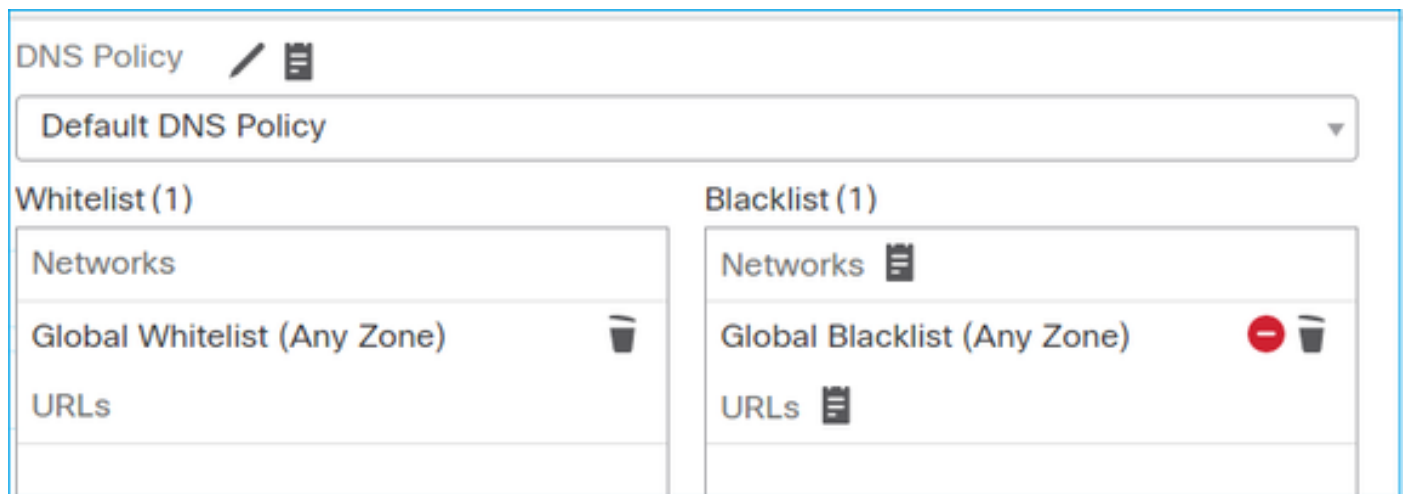 DNS Policy
Default DNS Policy
Whitelist (1)
Blacklist (1)
Networks
Networks
Global Whitelist (Any Zone)
Global Blacklist (Any Zone)
URLs
URLs